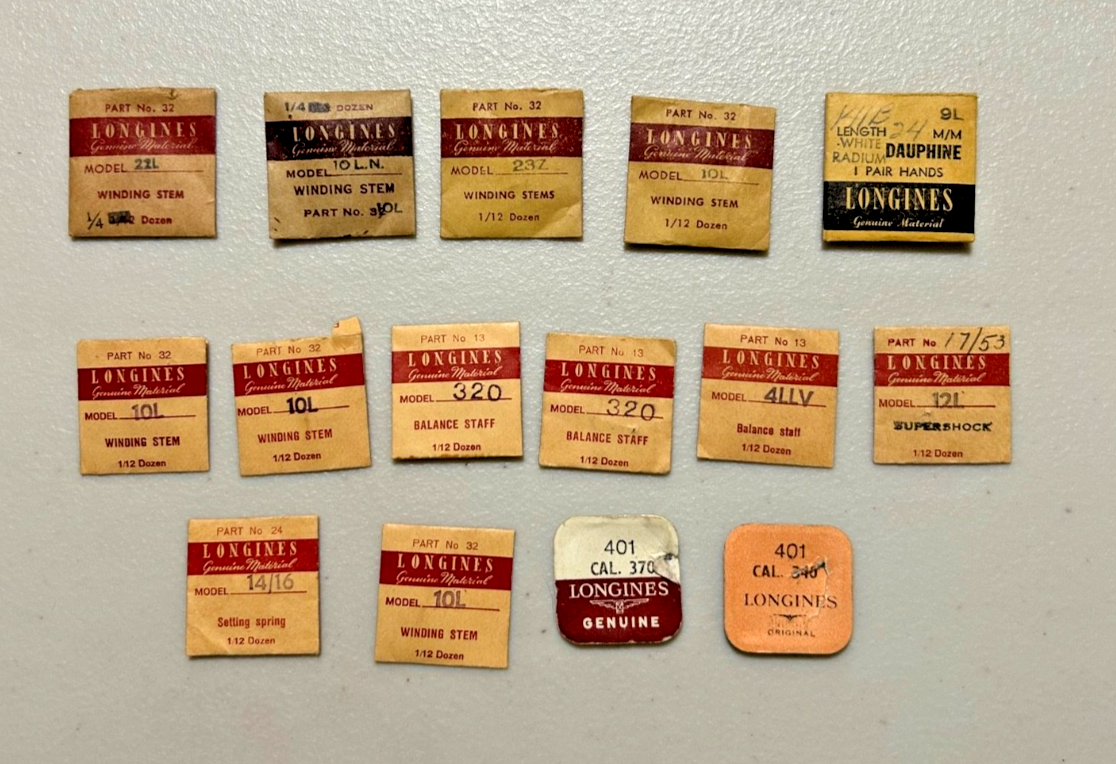 PART No. 32
LONGINES
Genuine Material
MODEL 22L
WINDING STEM
1/4 Dozen
1/4 DOZEN
LONGINES
Genuine Material
MODEL 10 L.N.
WINDING STEM
PART No. 3 10L
PART No. 32
LONGINES
Genuine Material
MODEL 23Z
WINDING STEMS
1/12 Dozen
PART No. 32
LONGINES
Genuine Material
MODEL 10L
WINDING STEM
1/12 Dozen
9L
LENGTH 24 M/M
WHITE DAUPHINE
RADIUM
1 PAIR HANDS
LONGINES
Genuine Material
PART No 32
LONGINES
Genuine Material
MODEL 10L
WINDING STEM
1/12 Dozen
PART No 32
LONGINES
Genuine Material
MODEL 10L
WINDING STEM
1/12 Dozen
PART No 13
LONGINES
Genuine Material
MODEL 320
BALANCE STAFF
1/12 Dozen
PART No 13
LONGINES
Genuine Material
MODEL 320
BALANCE STAFF
1/12 Dozen
PART No 13
LONGINES
Genuine Material
MODEL 4LLV
Balance staff
1/12 Dozen
PART No 17/53
LONGINES
Genuine Material
MODEL 12L
SUPERSHOCK
1/12 Dozen
PART No 24
LONGINES
Genuine Material
MODEL 14/16
Setting spring
1/12 Dozen
PART No 32
LONGINES
Genuine Material
MODEL 10L
WINDING STEM
1/12 Dozen
401
CAL. 370
LONGINES
GENUINE
401
CAL. 340
LONGINES
ORIGINAL